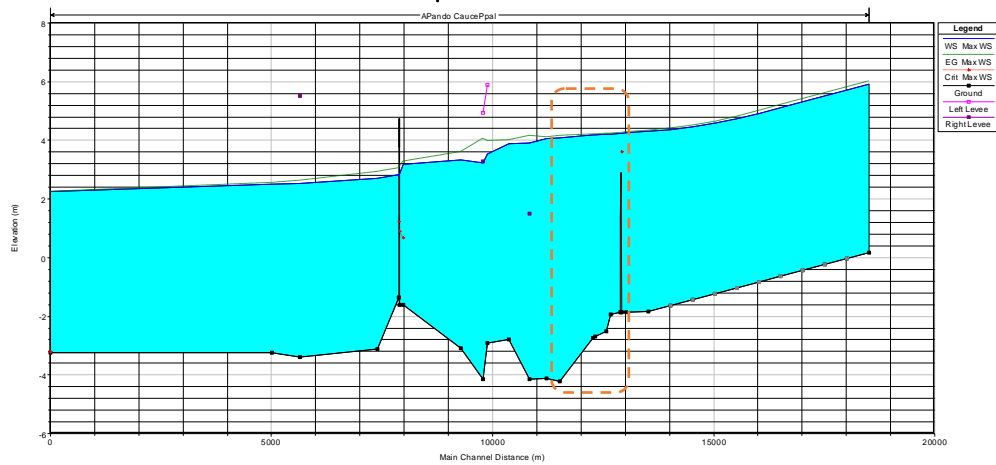 APando CaucePpal
8
6
4
2
0
-2
-4
-6
Elevation (m)
0
5000
10000
15000
20000
Main Channel Distance (m)
Legend
WS Max WS
EG Max WS
Crit Max WS
Ground
Left Levee
Right Levee